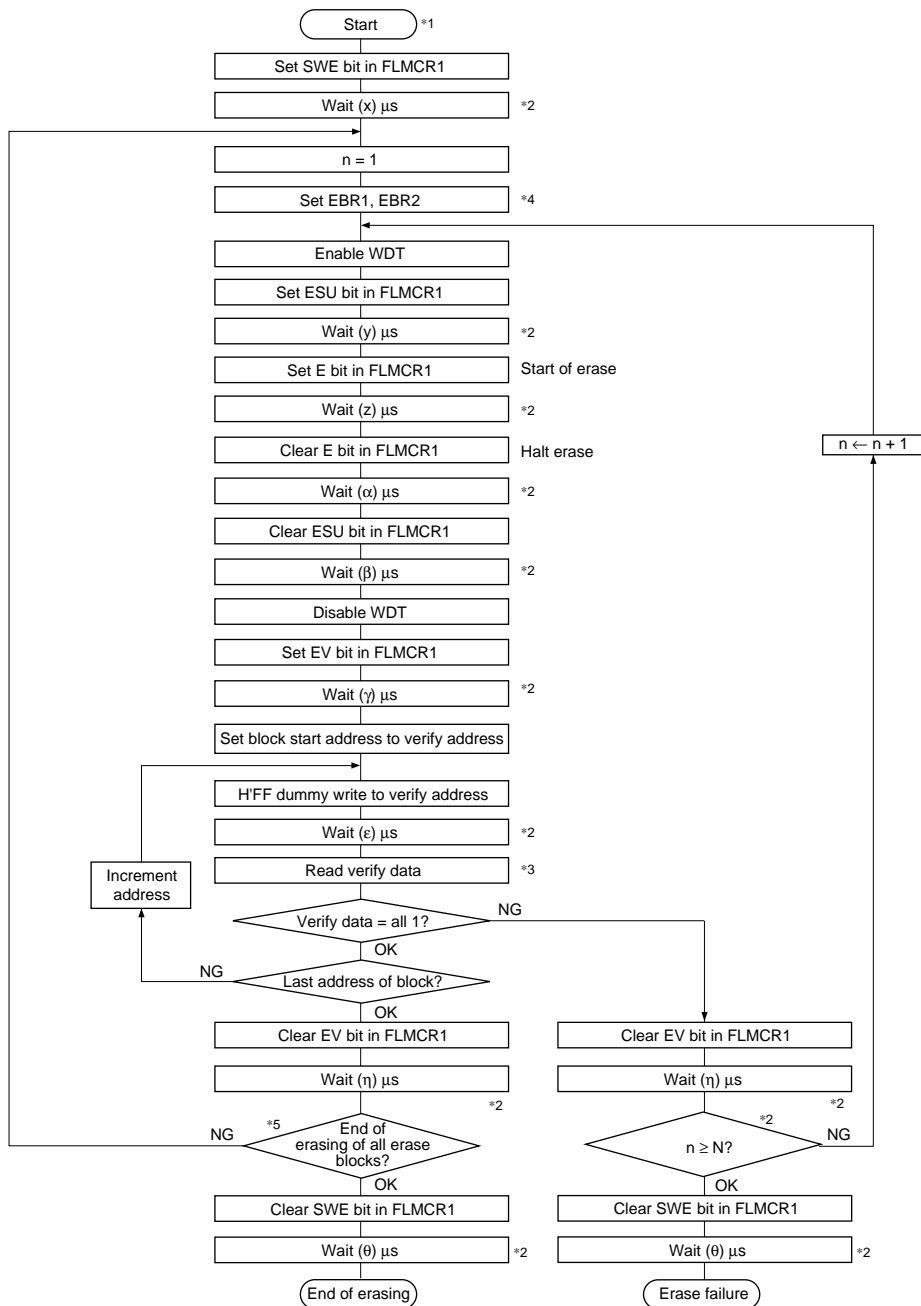 Start
*1
Set SWE bit in FLMCR1
Wait (x) μs
*2
n = 1
Set EBR1, EBR2
*4
Enable WDT
Set ESU bit in FLMCR1
Wait (y) μs
*2
Set E bit in FLMCR1
Start of erase
Wait (z) μs
*2
n ← n + 1
Clear E bit in FLMCR1
Halt erase
Wait (α) μs
*2
Clear ESU bit in FLMCR1
Wait (β) μs
*2
Disable WDT
Set EV bit in FLMCR1
Wait (γ) μs
*2
Set block start address to verify address
H'FF dummy write to verify address
Wait (ε) μs
*2
Increment
address
Read verify data
*3
Verify data = all 1?
NG
OK
NG
Last address of block?
OK
Clear EV bit in FLMCR1
Clear EV bit in FLMCR1
Wait (η) μs
*2
Wait (η) μs
*2
NG
*5
End of
erasing of all erase
blocks?
*2
n ≥ N?
NG
OK
OK
Clear SWE bit in FLMCR1
Clear SWE bit in FLMCR1
Wait (θ) μs
*2
Wait (θ) μs
*2
End of erasing
Erase failure